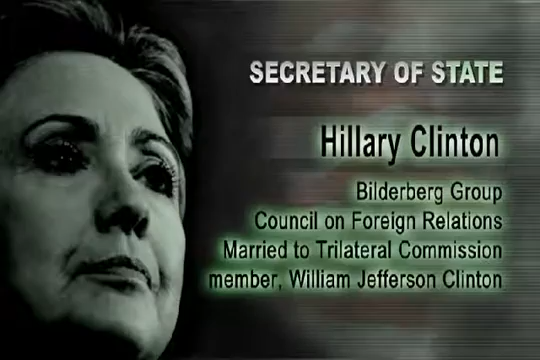 SECRETARY OF STATE
Hillary Clinton
Bilderberg Group
Council on Foreign Relations
Married to Trilateral Commission
member, William Jefferson Clinton